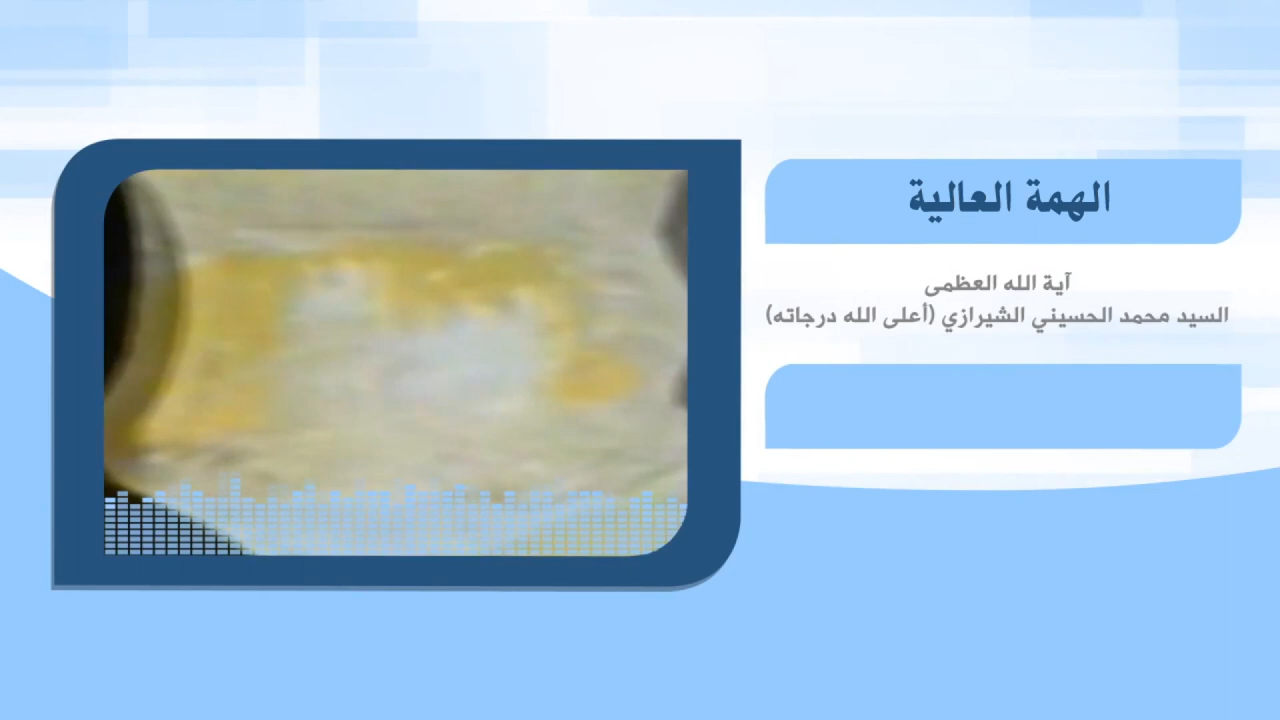 الهمة العالية
آية الله العظمى
السيد محمد الحسيني الشيرازي (أعلى الله درجاته)